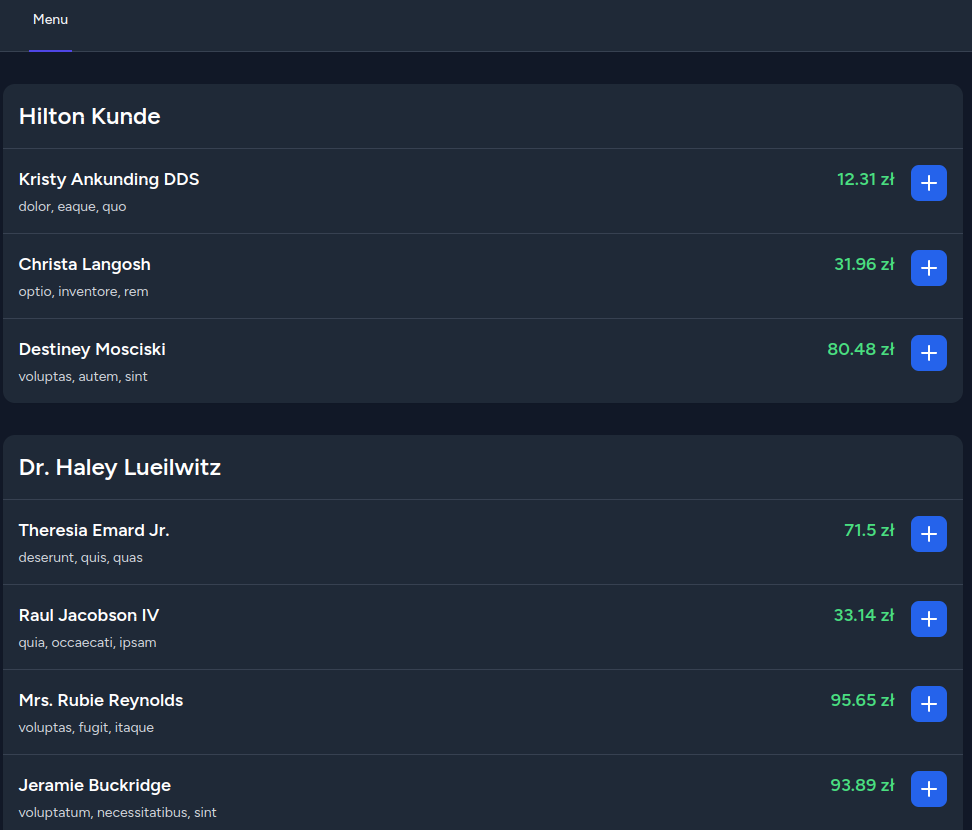 Menu
Hilton Kunde
Kristy Ankunding DDS 12.31 zł
dolor, eaque, quo
Christa Langosh 31.96 zł
optio, inventore, rem
Destiney Mosciski 80.48 zł
voluptas, autem, sint
Dr. Haley Lueilwitz
Theresia Emard Jr. 71.5 zł
deserunt, quis, quas
Raul Jacobson IV 33.14 zł
quia, occaecati, ipsam
Mrs. Rubie Reynolds 95.65 zł
voluptas, fugit, itaque
Jeramie Buckridge 93.89 zł
voluptatum, necessitatibus, sint